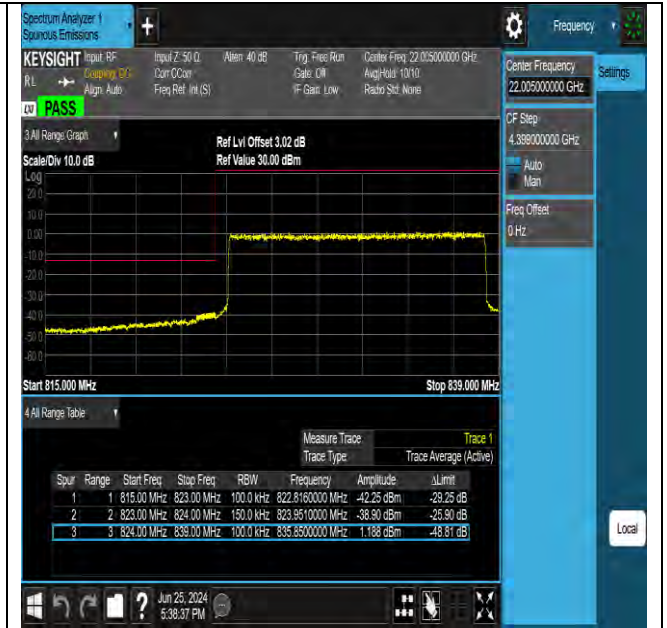 Spectrum Analyzer 1
Spurious Emissions
+
Frequency
KEYSIGHT Input: RF Input Z: 50 Ω Atten: 40 dB Trig: Free Run Center Freq: 22.005000000 GHz
RL Coupling: DC Corr CCorr Gate: Off Avg|Hold: 10/10
Align: Auto Freq Ref: Int (S) IF Gain: Low Radio Std: None
PASS
Center Frequency
22.005000000 GHz
Settings
CF Step
4.399000000 GHz
Auto
Man
Freq Offset
0 Hz
3 All Range Graph
Ref Lvl Offset 3.02 dB
Scale/Div 10.0 dB Ref Value 30.00 dBm
Log
20.0
10.0
0.00
-10.0
-20.0
-30.0
-40.0
-50.0
-60.0
Start 815.000 MHz Stop 839.000 MHz
4 All Range Table
Measure Trace Trace 1
Trace Type Trace Average (Active)
Spur Range Start Freq Stop Freq RBW Frequency Amplitude ΔLimit
1 1 815.00 MHz 823.00 MHz 100.0 kHz 822.8160000 MHz -42.25 dBm -29.25 dB
2 2 823.00 MHz 824.00 MHz 150.0 kHz 823.9510000 MHz -38.90 dBm -25.90 dB
3 3 824.00 MHz 839.00 MHz 100.0 kHz 835.8500000 MHz 1.188 dBm -48.81 dB
Local
?
Jun 25, 2024
5:38:37 PM